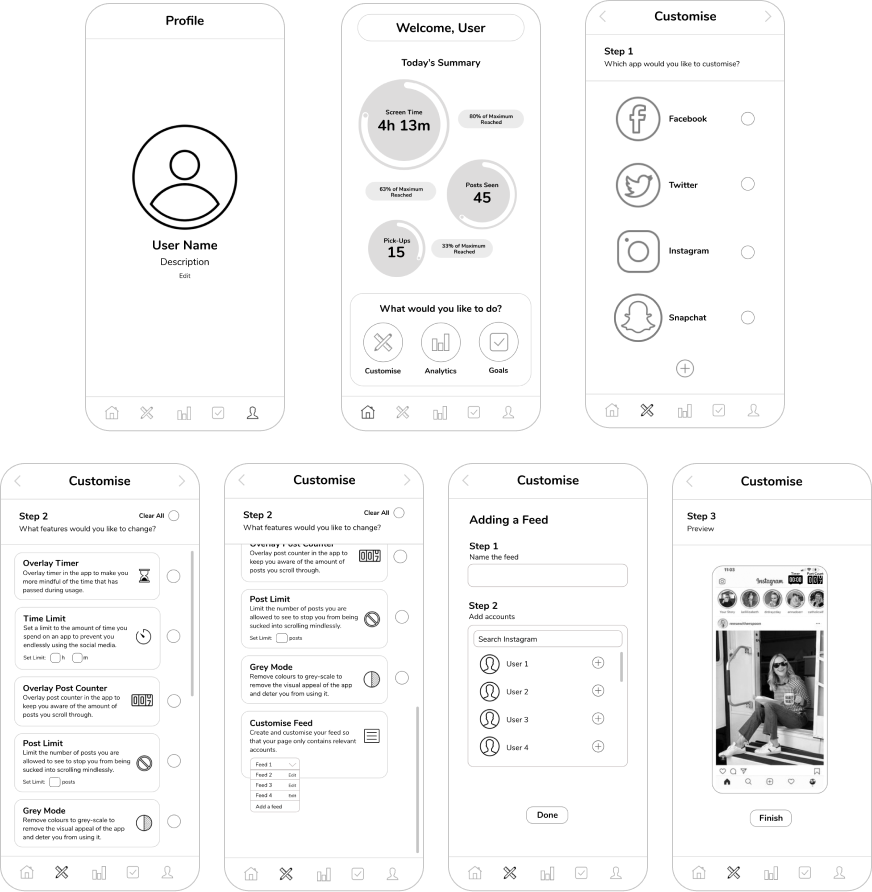 Profile
User Name
Description
Edit
Welcome, User
Today's Summary
Screen Time
4h 13m
80% of Maximum
Reached
63% of Maximum
Reached
Posts Seen
45
Pick-Ups
15
33% of Maximum
Reached
What would you like to do?
Customise
Analytics
Goals
Customise
Step 1
Which app would you like to customise?
Facebook
Twitter
Instagram
Snapchat
Customise
Step 2
Clear All
What features would you like to change?
Overlay Timer
Overlay timer in the app to make you
more mindful of the time that has
passed during usage.
Time Limit
Set a limit to the amount of time you
spend on an app to prevent you
endlessly using the social media.
Set Limit: h m
Overlay Post Counter
Overlay post counter in the app to
keep you aware of the amount of
posts you scroll through.
Post Limit
Limit the number of posts you are
allowed to see to stop you from being
sucked into scrolling mindlessly.
Set Limit: posts
Grey Mode
Remove colours to grey-scale to
remove the visual appeal of the app
and deter you from using it.
Customise
Step 2
Clear All
What features would you like to change?
Overlay Post Counter
Overlay post counter in the app to
keep you aware of the amount of
posts you scroll through.
Post Limit
Limit the number of posts you are
allowed to see to stop you from being
sucked into scrolling mindlessly.
Set Limit: posts
Grey Mode
Remove colours to grey-scale to
remove the visual appeal of the app
and deter you from using it.
Customise Feed
Create and customise your feed so
that your page only contains relevant
accounts.
Feed 1
Feed 2 Edit
Feed 3 Edit
Feed 4 Edit
Add a feed
Customise
Adding a Feed
Step 1
Name the feed
Step 2
Add accounts
Search Instagram
User 1
User 2
User 3
User 4
Done
Customise
Step 3
Preview
11:03
Timer
Post Count
Instagram
00:00
Finish